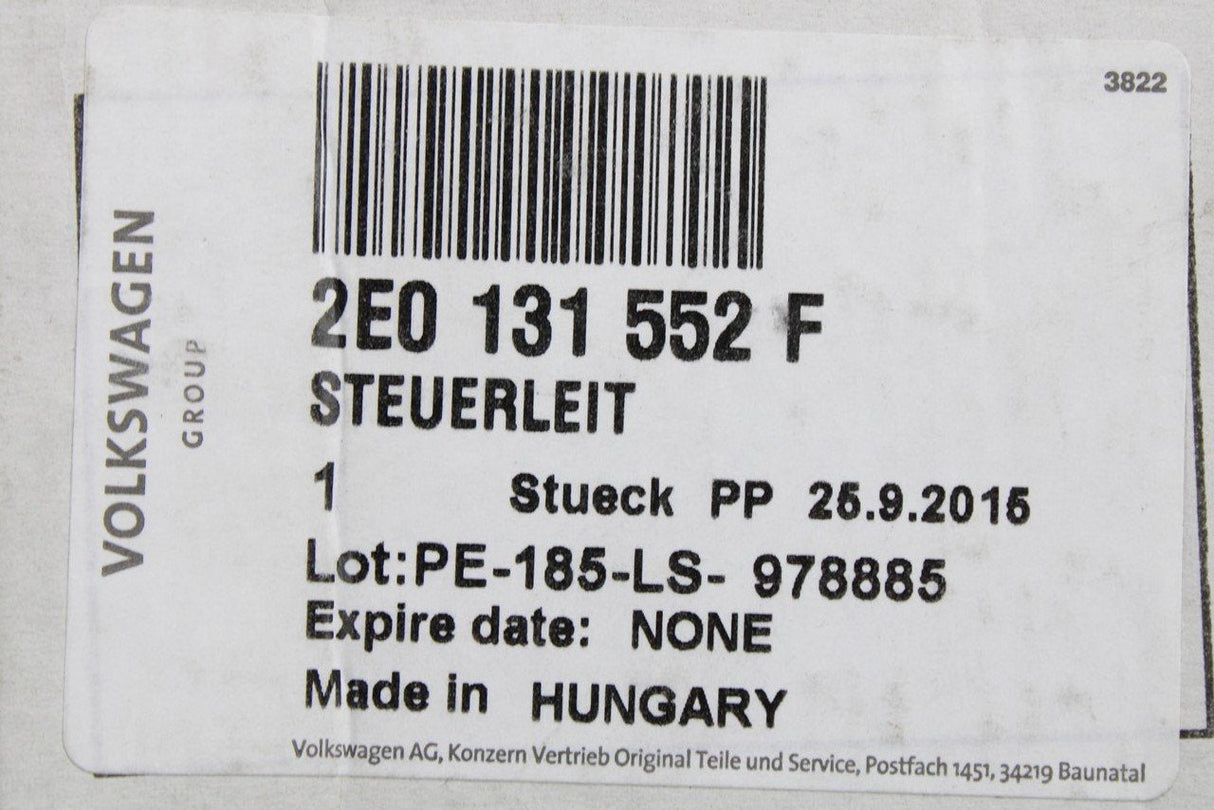 3822
VOLKSWAGEN
GROUP
2E0 131 552 F
STEUERLEIT
1 Stueck PP 25.9.2015
Lot:PE-185-LS- 978885
Expire date: NONE
Made in HUNGARY
Volkswagen AG, Konzern Vertrieb Original Teile und Service, Postfach 1451, 34219 Baunatal